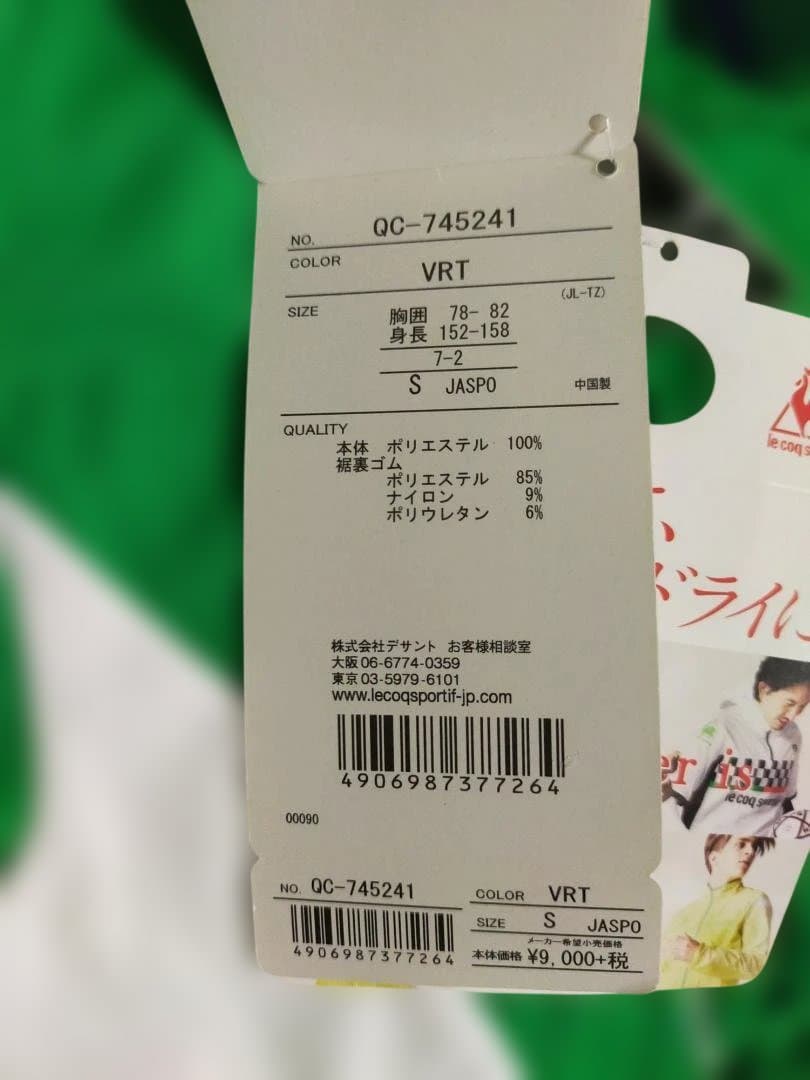 NO. QC-745241
COLOR VRT
(JL-TZ)
SIZE 胸囲 78- 82
身長 152-158
7-2
S JASPO 中国製
QUALITY
本体 ポリエステル 100%
裾裏ゴム
ポリエステル 85%
ナイロン 9%
ポリウレタン 6%
株式会社デサント お客様相談室
大阪 06-6774-0359
東京 03-5979-6101
www.lecoqsportif-jp.com
4906987377264
00090
NO. QC-745241
4906987377264
COLOR VRT
SIZE S JASPO
メーカー希望小売価格
本体価格 ¥9,000+税
le coq s
ドライに
er is
le coq